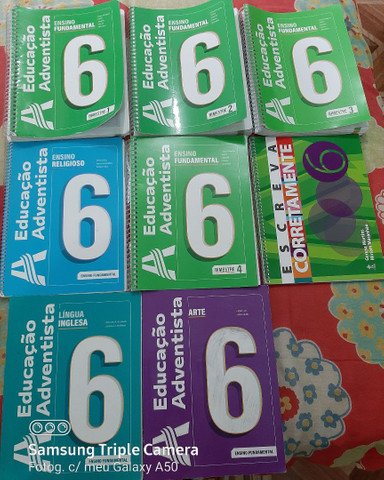 Educação
Adventista
ENSINO
FUNDAMENTAL
6
BIMESTRE 1
Educação
Adventista
ENSINO
FUNDAMENTAL
6
BIMESTRE 2
Educação
Adventista
ENSINO
FUNDAMENTAL
6
BIMESTRE 3
Educação
Adventista
ENSINO
RELIGIOSO
6
ENSINO FUNDAMENTAL
Educação
Adventista
ENSINO
FUNDAMENTAL
6
BIMESTRE 4
ESCREVA
CORRETAMENTE
6
Educação
Adventista
LÍNGUA
INGLESA
6
ENSINO FUNDAMENTAL
Educação
Adventista
ARTE
6
ENSINO FUNDAMENTAL
Samsung Triple Camera
Fotog. c/ meu Galaxy A50